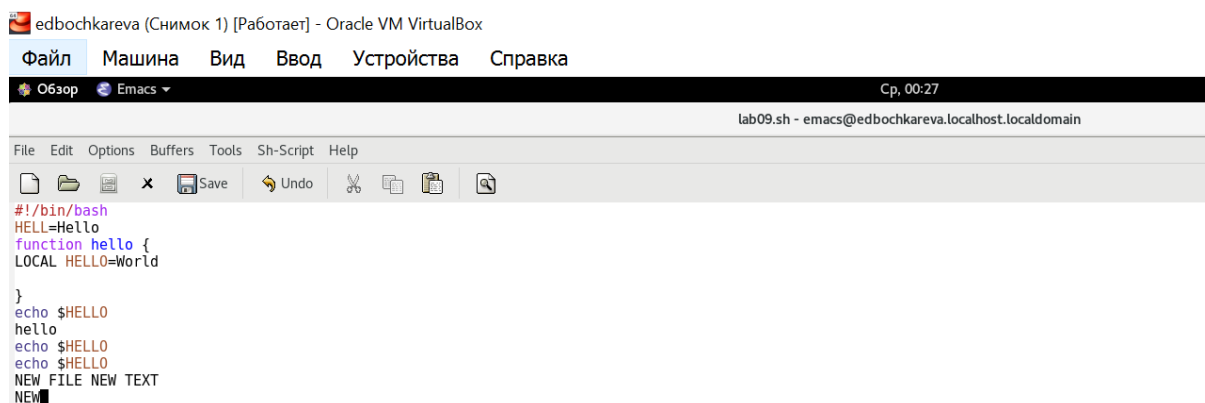 edbochkareva (Снимок 1) [Работает] - Oracle VM VirtualBox
Файл Машина Вид Ввод Устройства Справка
Обзор Emacs Ср, 00:27
lab09.sh - emacs@edbochkareva.localhost.localdomain
File Edit Options Buffers Tools Sh-Script Help
Save Undo
#!/bin/bash
HELL=Hello
function hello {
LOCAL HELLO=World
}
echo $HELLO
hello
echo $HELLO
echo $HELLO
NEW FILE NEW TEXT
NEW